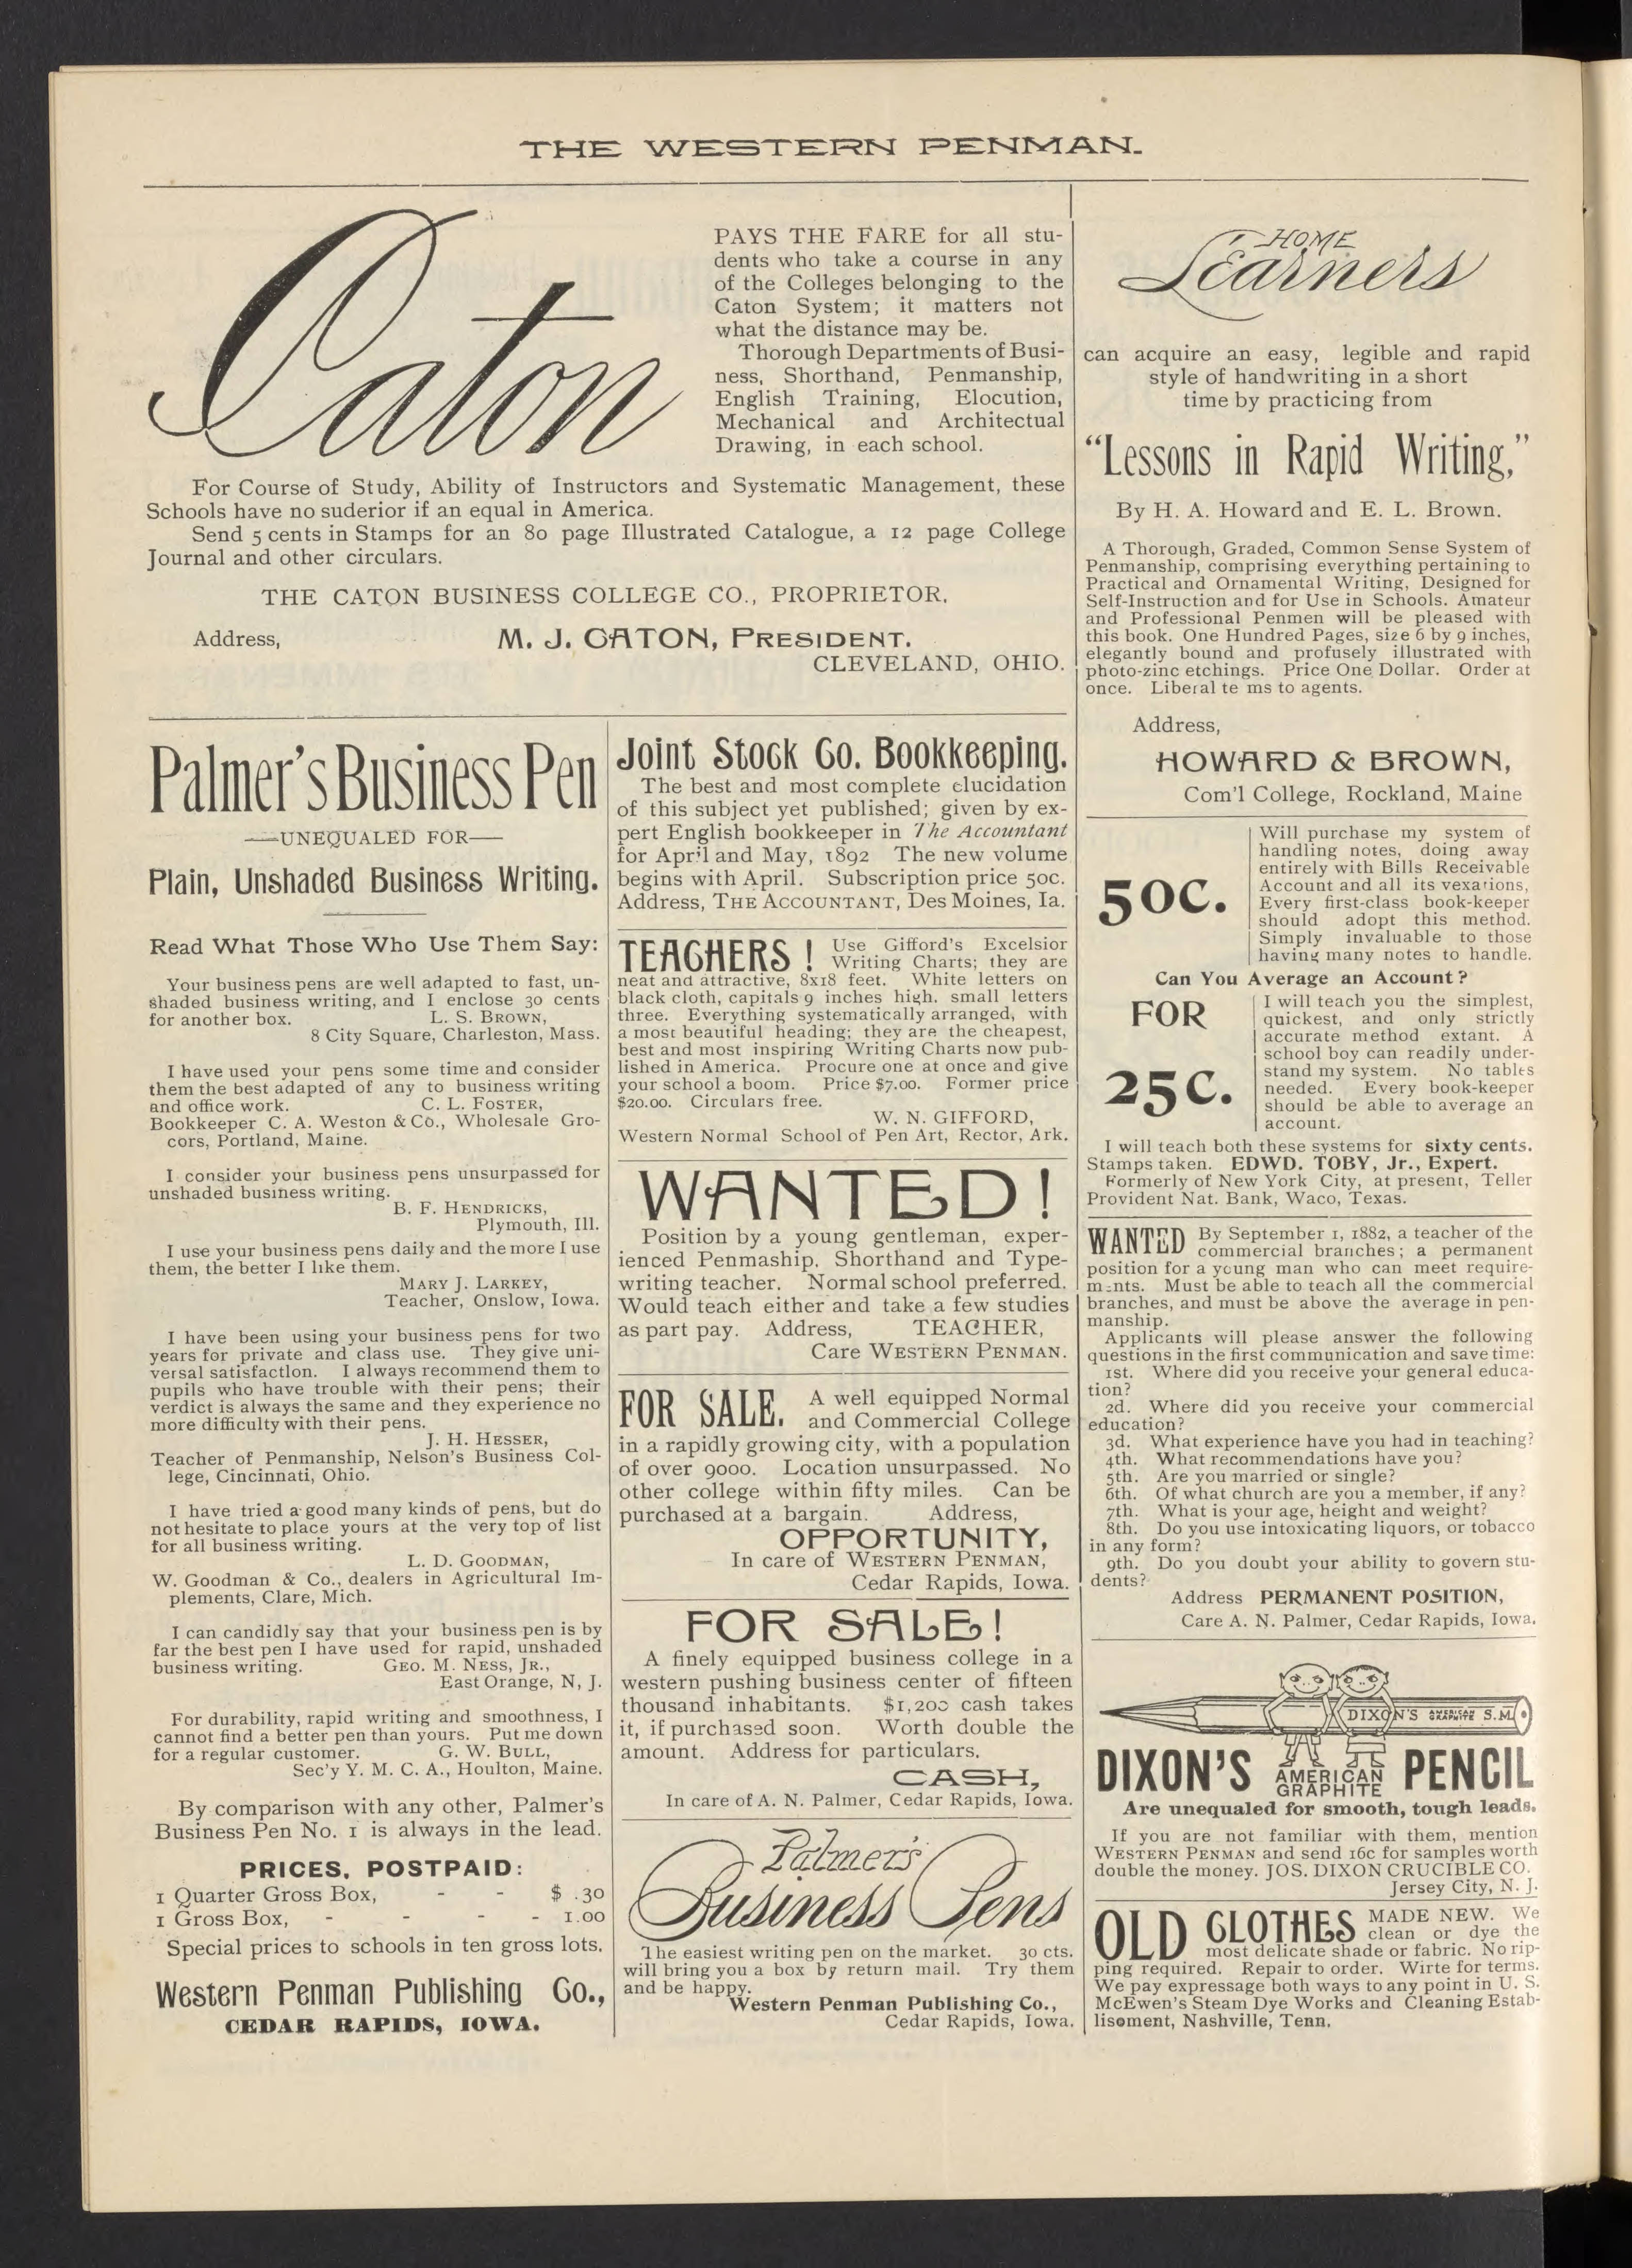 THE WESTERN PENMAN.
Caton
PAYS THE FARE for all stu-
dents who take a course in any
of the Colleges belonging to the
Caton System; it matters not
what the distance may be.
Thorough Departments of Busi-
ness, Shorthand, Penmanship,
English Training, Elocution,
Mechanical and Architectual
Drawing, in each school.
For Course of Study, Ability of Instructors and Systematic Management, these
Schools have no suderior if an equal in America.
Send 5 cents in Stamps for an 80 page Illustrated Catalogue, a 12 page College
Journal and other circulars.
THE CATON BUSINESS COLLEGE CO., PROPRIETOR,
Address, M. J. CATON, PRESIDENT.
CLEVELAND, OHIO.
Palmer's Business Pen
—UNEQUALED FOR—
Plain, Unshaded Business Writing.
Read What Those Who Use Them Say:
Your business pens are well adapted to fast, un-
shaded business writing, and I enclose 30 cents
for another box. L. S. BROWN,
8 City Square, Charleston, Mass.
I have used your pens some time and consider
them the best adapted of any to business writing
and office work. C. L. FOSTER,
Bookkeeper C. A. Weston & Co., Wholesale Gro-
cors, Portland, Maine.
I consider your business pens unsurpassed for
unshaded business writing.
B. F. HENDRICKS,
Plymouth, Ill.
I use your business pens daily and the more I use
them, the better I like them.
MARY J. LARKEY,
Teacher, Onslow, Iowa.
I have been using your business pens for two
years for private and class use. They give uni-
versal satisfaction. I always recommend them to
pupils who have trouble with their pens; their
verdict is always the same and they experience no
more difficulty with their pens.
J. H. HESSER,
Teacher of Penmanship, Nelson's Business Col-
lege, Cincinnati, Ohio.
I have tried a good many kinds of pens, but do
not hesitate to place yours at the very top of list
for all business writing.
L. D. GOODMAN,
W. Goodman & Co., dealers in Agricultural Im-
plements, Clare, Mich.
I can candidly say that your business pen is by
far the best pen I have used for rapid, unshaded
business writing. GEO. M. NESS, JR.,
East Orange, N, J.
For durability, rapid writing and smoothness, I
cannot find a better pen than yours. Put me down
for a regular customer. G. W. BULL,
Sec'y Y. M. C. A., Houlton, Maine.
By comparison with any other, Palmer's
Business Pen No. 1 is always in the lead.
PRICES, POSTPAID:
1 Quarter Gross Box, - - $ .30
1 Gross Box, - - - - 1.00
Special prices to schools in ten gross lots.
Western Penman Publishing Co.,
CEDAR RAPIDS, IOWA.
Joint Stock Co. Bookkeeping.
The best and most complete elucidation
of this subject yet published; given by ex-
pert English bookkeeper in The Accountant
for April and May, 1892 The new volume
begins with April. Subscription price 50c.
Address, THE ACCOUNTANT, Des Moines, Ia.
TEACHERS ! Use Gifford's Excelsior
Writing Charts; they are
neat and attractive, 8x18 feet. White letters on
black cloth, capitals 9 inches high. small letters
three. Everything systematically arranged, with
a most beautiful heading; they are the cheapest,
best and most inspiring Writing Charts now pub-
lished in America. Procure one at once and give
your school a boom. Price $7.00. Former price
$20.00. Circulars free.
W. N. GIFFORD,
Western Normal School of Pen Art, Rector, Ark.
WANTED!
Position by a young gentleman, exper-
ienced Penmaship, Shorthand and Type-
writing teacher. Normal school preferred.
Would teach either and take a few studies
as part pay. Address, TEACHER,
Care WESTERN PENMAN.
FOR SALE. A well equipped Normal
and Commercial College
in a rapidly growing city, with a population
of over 9000. Location unsurpassed. No
other college within fifty miles. Can be
purchased at a bargain. Address,
OPPORTUNITY,
In care of WESTERN PENMAN,
Cedar Rapids, Iowa.
FOR SALE!
A finely equipped business college in a
western pushing business center of fifteen
thousand inhabitants. $1,200 cash takes
it, if purchased soon. Worth double the
amount. Address for particulars,
CASH,
In care of A. N. Palmer, Cedar Rapids, Iowa.
Palmer's
Business Pens
The easiest writing pen on the market. 30 cts.
will bring you a box by return mail. Try them
and be happy.
Western Penman Publishing Co.,
Cedar Rapids, Iowa.
HOME
Learners
can acquire an easy, legible and rapid
style of handwriting in a short
time by practicing from
"Lessons in Rapid Writing,"
By H. A. Howard and E. L. Brown.
A Thorough, Graded, Common Sense System of
Penmanship, comprising everything pertaining to
Practical and Ornamental Writing, Designed for
Self-Instruction and for Use in Schools. Amateur
and Professional Penmen will be pleased with
this book. One Hundred Pages, size 6 by 9 inches,
elegantly bound and profusely illustrated with
photo-zinc etchings. Price One Dollar. Order at
once. Liberal te ms to agents.
Address,
HOWARD & BROWN,
Com'l College, Rockland, Maine
50C.
Will purchase my system of
handling notes, doing away
entirely with Bills Receivable
Account and all its vexations,
Every first-class book-keeper
should adopt this method.
Simply invaluable to those
having many notes to handle.
Can You Average an Account?
FOR
25C.
I will teach you the simplest,
quickest, and only strictly
accurate method extant. A
school boy can readily under-
stand my system. No tables
needed. Every book-keeper
should be able to average an
account.
I will teach both these systems for sixty cents.
Stamps taken. EDWD. TOBY, Jr., Expert.
Formerly of New York City, at present, Teller
Provident Nat. Bank, Waco, Texas.
WANTED By September 1, 1882, a teacher of the
commercial branches; a permanent
position for a young man who can meet require-
ments. Must be able to teach all the commercial
branches, and must be above the average in pen-
manship.
Applicants will please answer the following
questions in the first communication and save time:
1st. Where did you receive your general educa-
tion?
2d. Where did you receive your commercial
education?
3d. What experience have you had in teaching?
4th. What recommendations have you?
5th. Are you married or single?
6th. Of what church are you a member, if any?
7th. What is your age, height and weight?
8th. Do you use intoxicating liquors, or tobacco
in any form?
9th. Do you doubt your ability to govern stu-
dents?
Address PERMANENT POSITION,
Care A. N. Palmer, Cedar Rapids, Iowa.
DIXON'S AMERICAN GRAPHITE S.M.
DIXON'S AMERICAN GRAPHITE PENCIL
Are unequaled for smooth, tough leads.
If you are not familiar with them, mention
WESTERN PENMAN and send 16c for samples worth
double the money. JOS. DIXON CRUCIBLE CO.
Jersey City, N. J.
OLD CLOTHES MADE NEW. We
clean or dye the
most delicate shade or fabric. No rip-
ping required. Repair to order. Wirte for terms.
We pay expressage both ways to any point in U. S.
McEwen's Steam Dye Works and Cleaning Estab-
lisement, Nashville, Tenn.